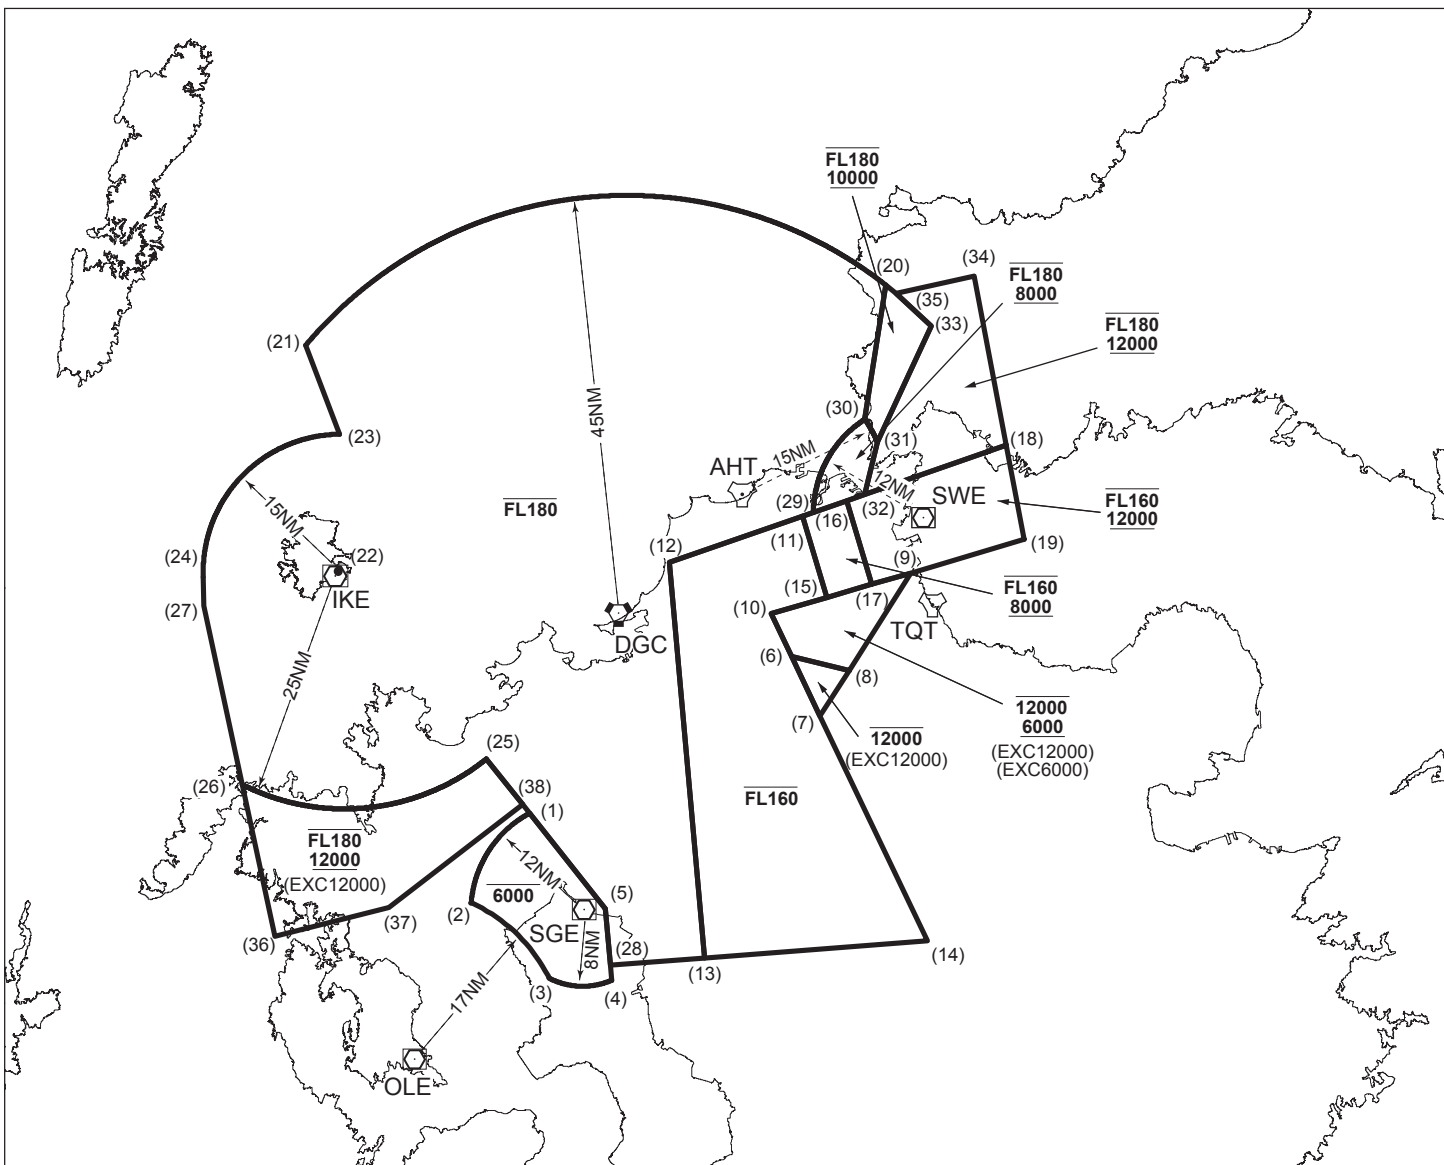 FL180
10000
(20)
(34)
FL180
8000
(35)
(33)
FL180
12000
(21)
45NM
(30)
(23)
(31)
(18)
15NM
AHT
12NM
SWE
15NM
FL180
(29)
(16)
(32)
FL160
12000
(11)
(24)
(22)
(12)
(9)
(19)
IKE
(15)
(17)
FL160
8000
(27)
(10)
TQT
DGC
25NM
(6)
(8)
(7)
12000
6000
(EXC12000)
(EXC6000)
12000
(EXC12000)
(25)
(26)
(38)
(1)
FL160
FL180
12000
(EXC12000)
12NM
6000
(5)
(2)
(37)
SGE
8NM
(36)
(28)
(13)
(14)
(3)
(4)
17NM
OLE